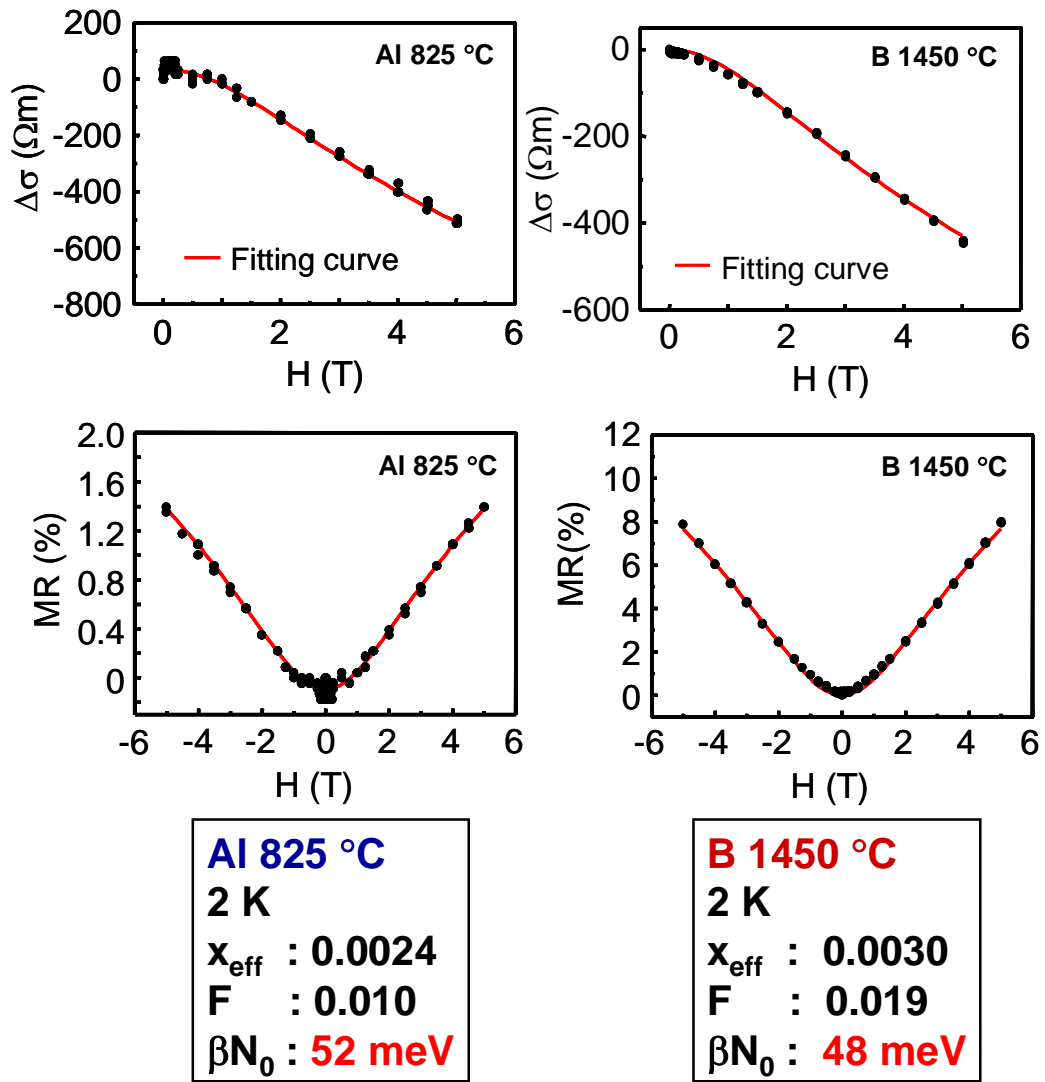 200
0
-200
-400
-600
-800
Δσ (Ωm)
Al 825 °C
Fitting curve
0 2 4 6
H (T)
0
-200
-400
-600
Δσ (Ωm)
B 1450 °C
Fitting curve
0 2 4 6
H (T)
2.0
1.6
1.2
0.8
0.4
0
MR (%)
Al 825 °C
-6 -4 -2 0 2 4 6
H (T)
12
10
8
6
4
2
0
MR(%)
B 1450 °C
-6 -4 -2 0 2 4 6
H (T)
Al 825 °C
2 K
xeff : 0.0024
F : 0.010
βN0 : 52 meV
B 1450 °C
2 K
xeff : 0.0030
F : 0.019
βN0 : 48 meV